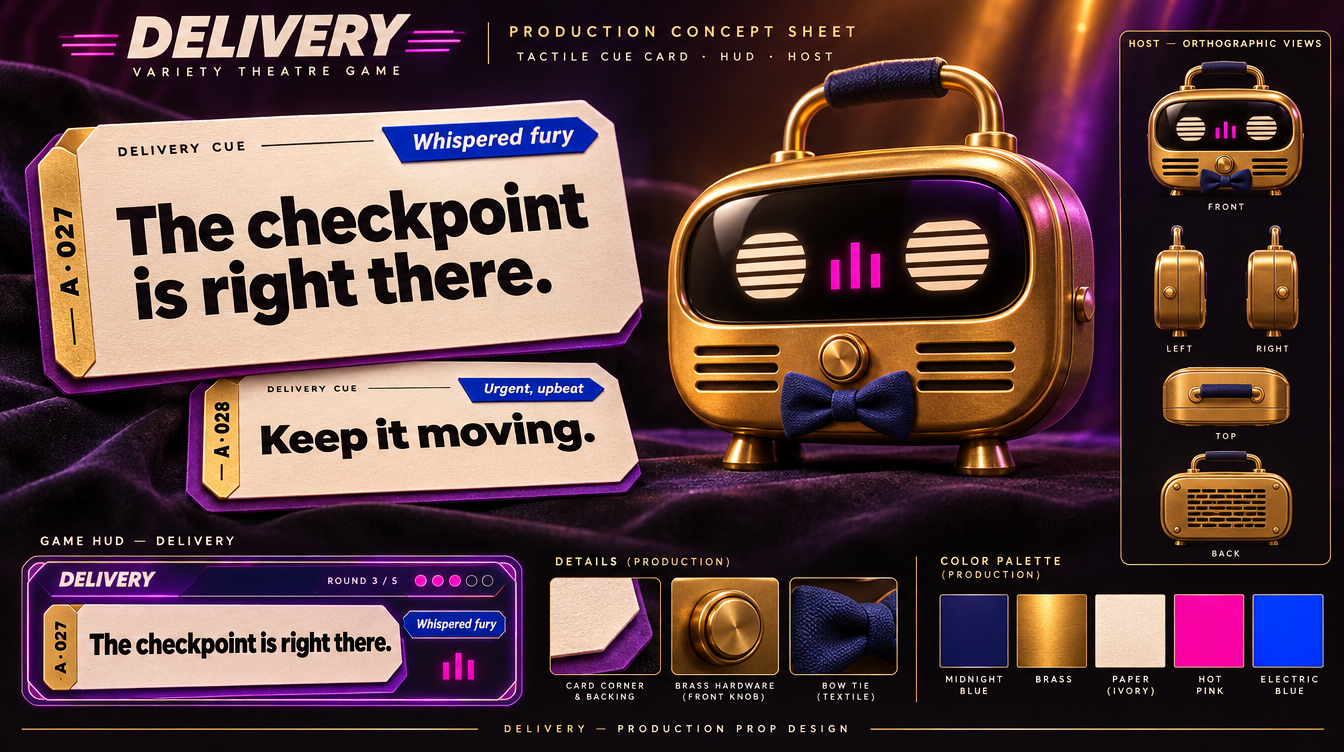 DELIVERY
VARIETY THEATRE GAME
PRODUCTION CONCEPT SHEET
TACTILE CUE CARD · HUD · HOST
DELIVERY CUE
Whispered fury
A·027
The checkpoint
is right there.
DELIVERY CUE
Urgent, upbeat
A·028
Keep it moving.
HOST — ORTHOGRAPHIC VIEWS
FRONT
LEFT
RIGHT
TOP
BACK
GAME HUD — DELIVERY
DELIVERY
ROUND 3 / 5
A·027
The checkpoint is right there.
Whispered fury
DETAILS (PRODUCTION)
CARD CORNER
& BACKING
BRASS HARDWARE
(FRONT KNOB)
BOW TIE
(TEXTILE)
COLOR PALETTE
(PRODUCTION)
MIDNIGHT
BLUE
BRASS
PAPER
(IVORY)
HOT
PINK
ELECTRIC
BLUE
DELIVERY — PRODUCTION PROP DESIGN